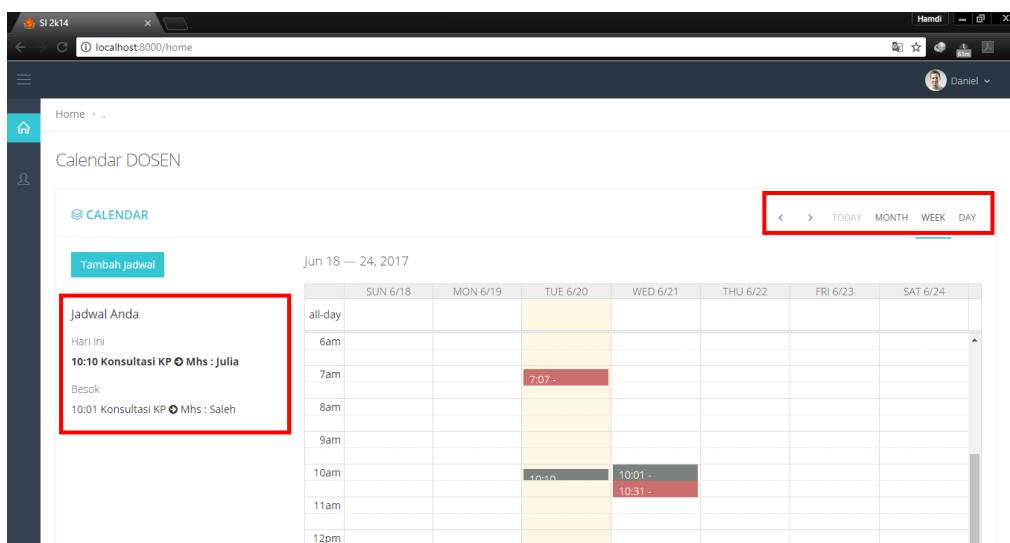 SI 2k14
Hamdi
localhost:8000/home
61m
Daniel
Home
Calendar DOSEN
CALENDAR
TODAY MONTH WEEK DAY
Tambah Jadwal
Jun 18 — 24, 2017
SUN 6/18 MON 6/19 TUE 6/20 WED 6/21 THU 6/22 FRI 6/23 SAT 6/24
Jadwal Anda
Hari Ini
10:10 Konsultasi KP Mhs : Julia
Besok
10:01 Konsultasi KP Mhs : Saleh
all-day
6am
7am
7:07 -
8am
9am
10am
10:10
10:01 -
10:31 -
11am
12pm